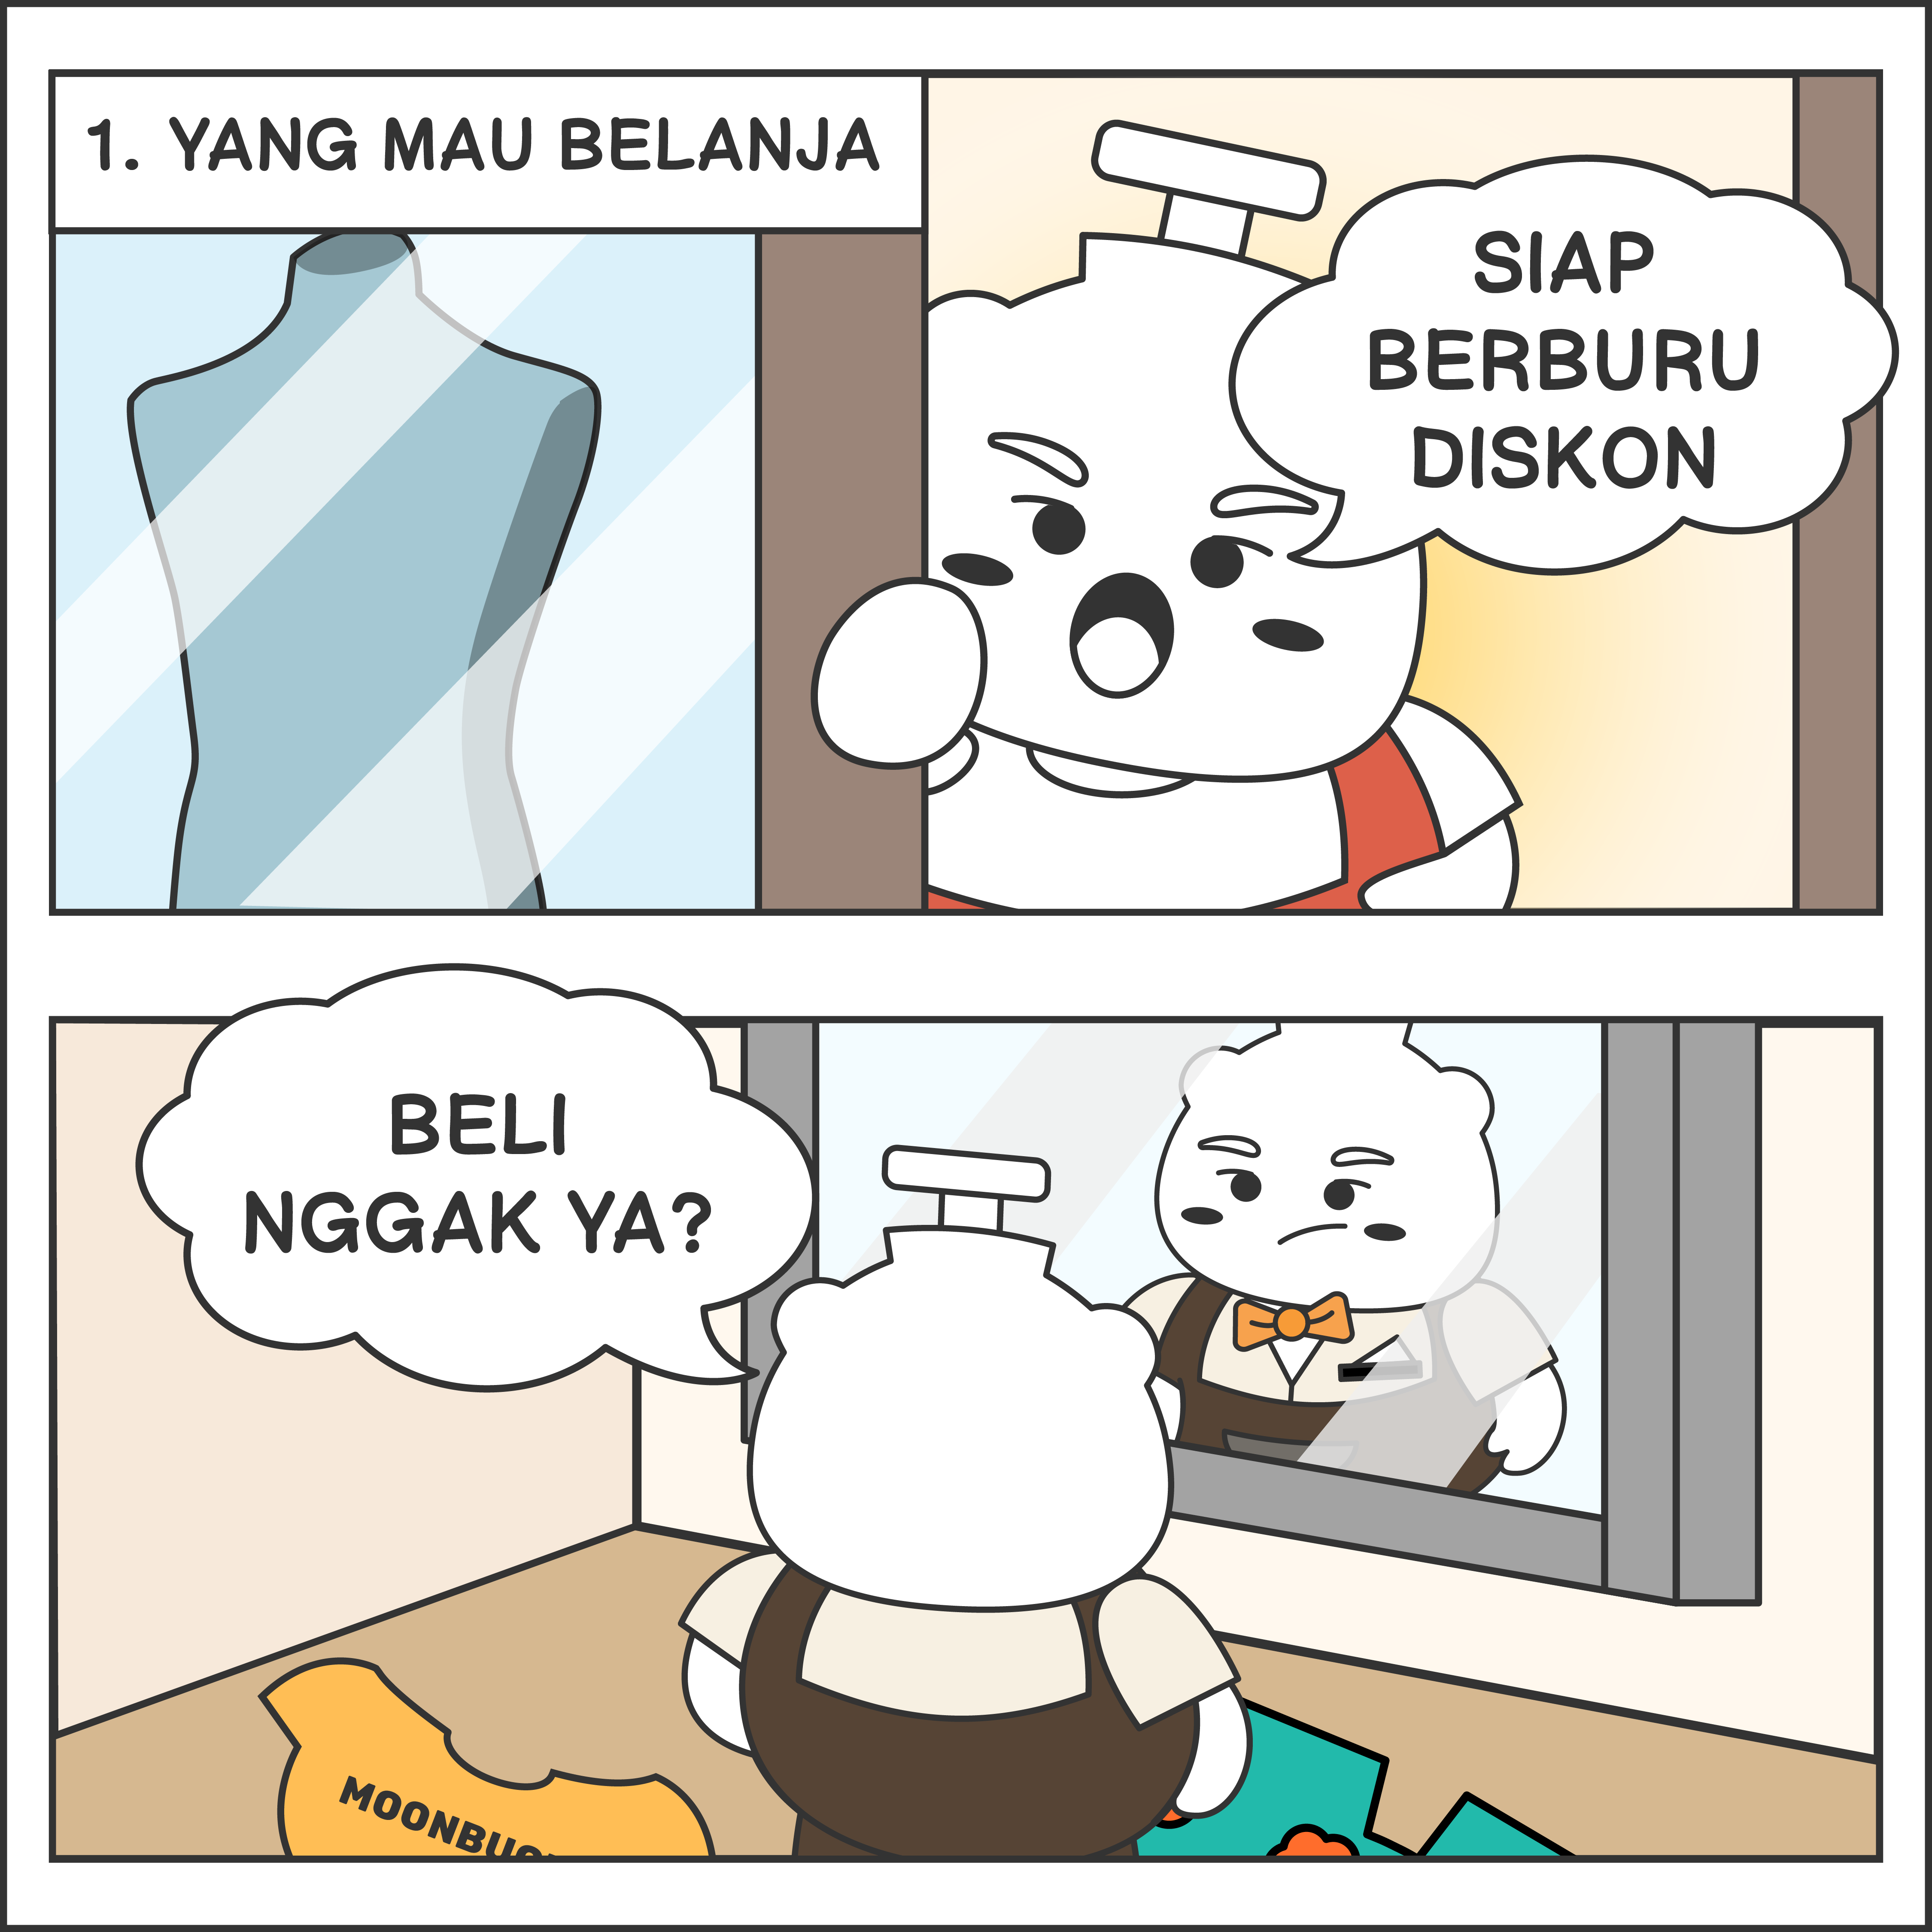 1. YANG MAU BELANJA
SIAP
BERBURU
DISKON
BELI
NGGAK YA?